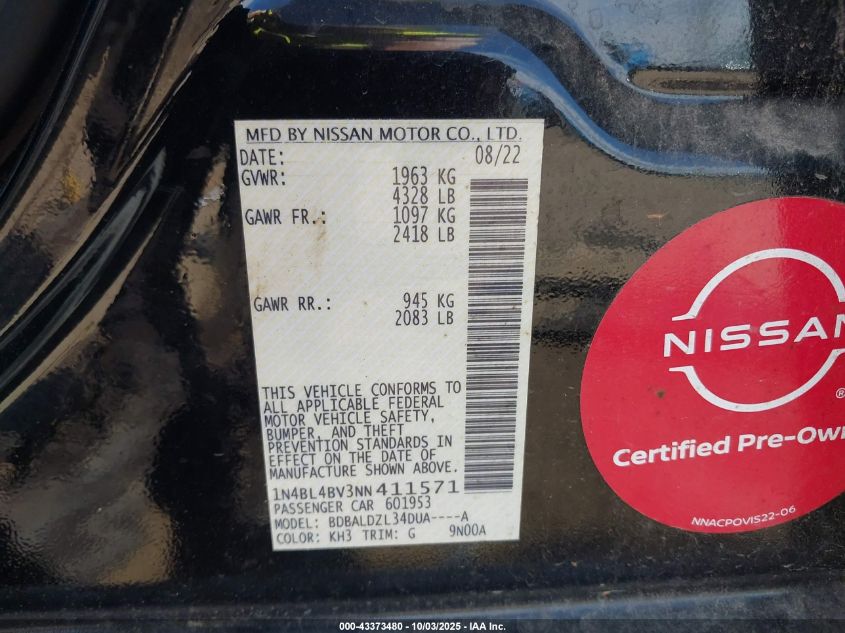 MFD BY NISSAN MOTOR CO., LTD.
DATE: 08/22
GVWR: 1963 KG
4328 LB
GAWR FR.: 1097 KG
2418 LB
GAWR RR.: 945 KG
2083 LB
THIS VEHICLE CONFORMS TO
ALL APPLICABLE FEDERAL
MOTOR VEHICLE SAFETY,
BUMPER, AND THEFT
PREVENTION STANDARDS IN
EFFECT ON THE DATE OF
MANUFACTURE SHOWN ABOVE.
1N4BL4BV3NN411571
PASSENGER CAR 601953
MODEL: BDBALDZL34DUA----A
COLOR: KH3 TRIM: G 9N00A
NISSAN
®
Certified Pre-Own
NNACPOVIS22-06
000-43373480 - 10/03/2025 - IAA Inc.